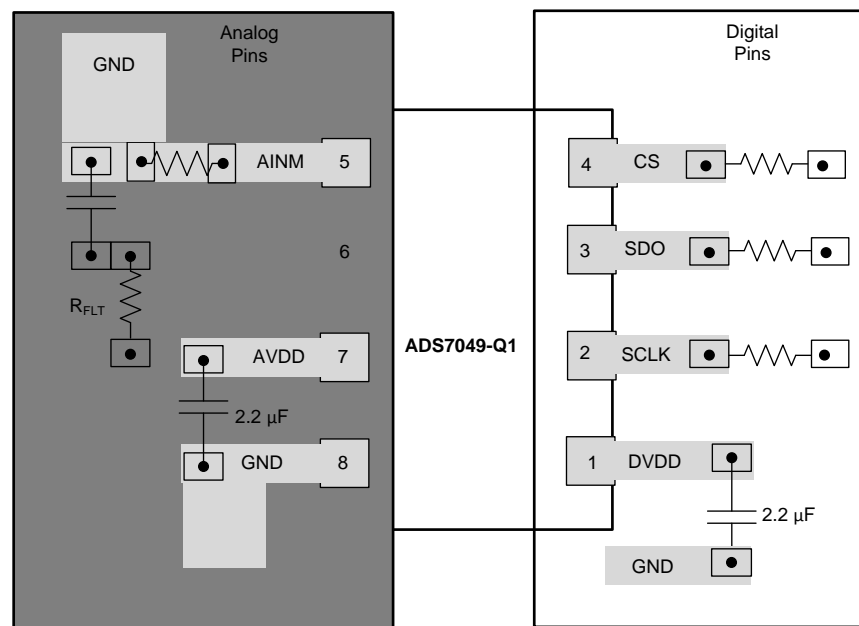 Analog
Pins
Digital
Pins
GND
AINM
5
4
CS
6
3
SDO
R_FLT
ADS7049-Q1
AVDD
7
2
SCLK
2.2 µF
GND
8
1
DVDD
2.2 µF
GND